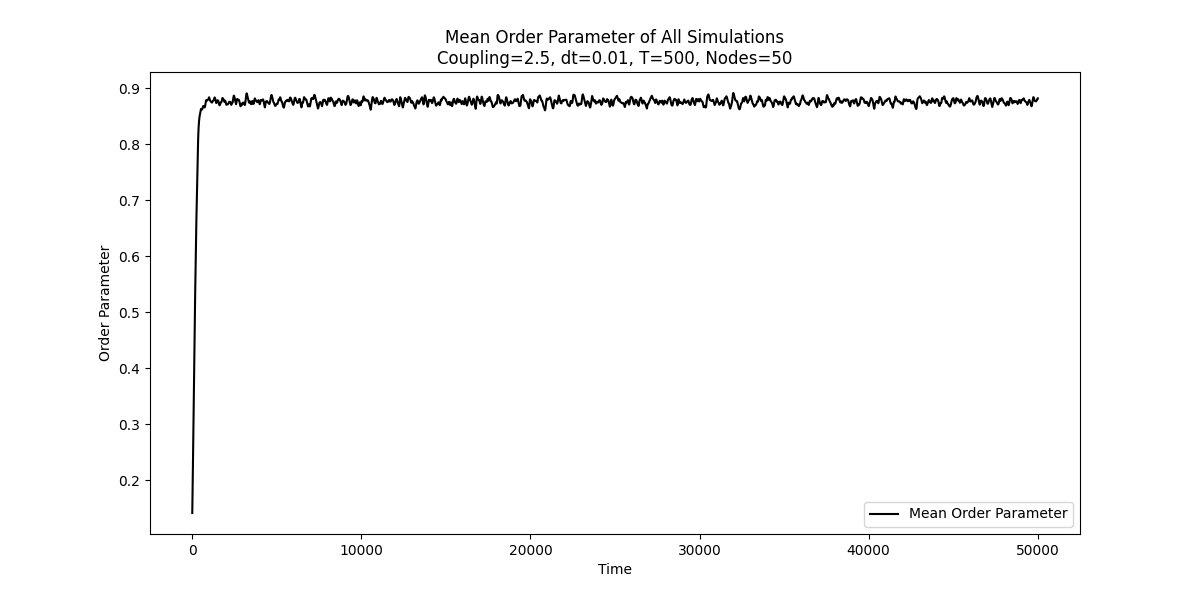 Mean Order Parameter of All Simulations
Coupling=2.5, dt=0.01, T=500, Nodes=50
Order Parameter
0.9
0.8
0.7
0.6
0.5
0.4
0.3
0.2
Mean Order Parameter
0
10000
20000
30000
40000
50000
Time